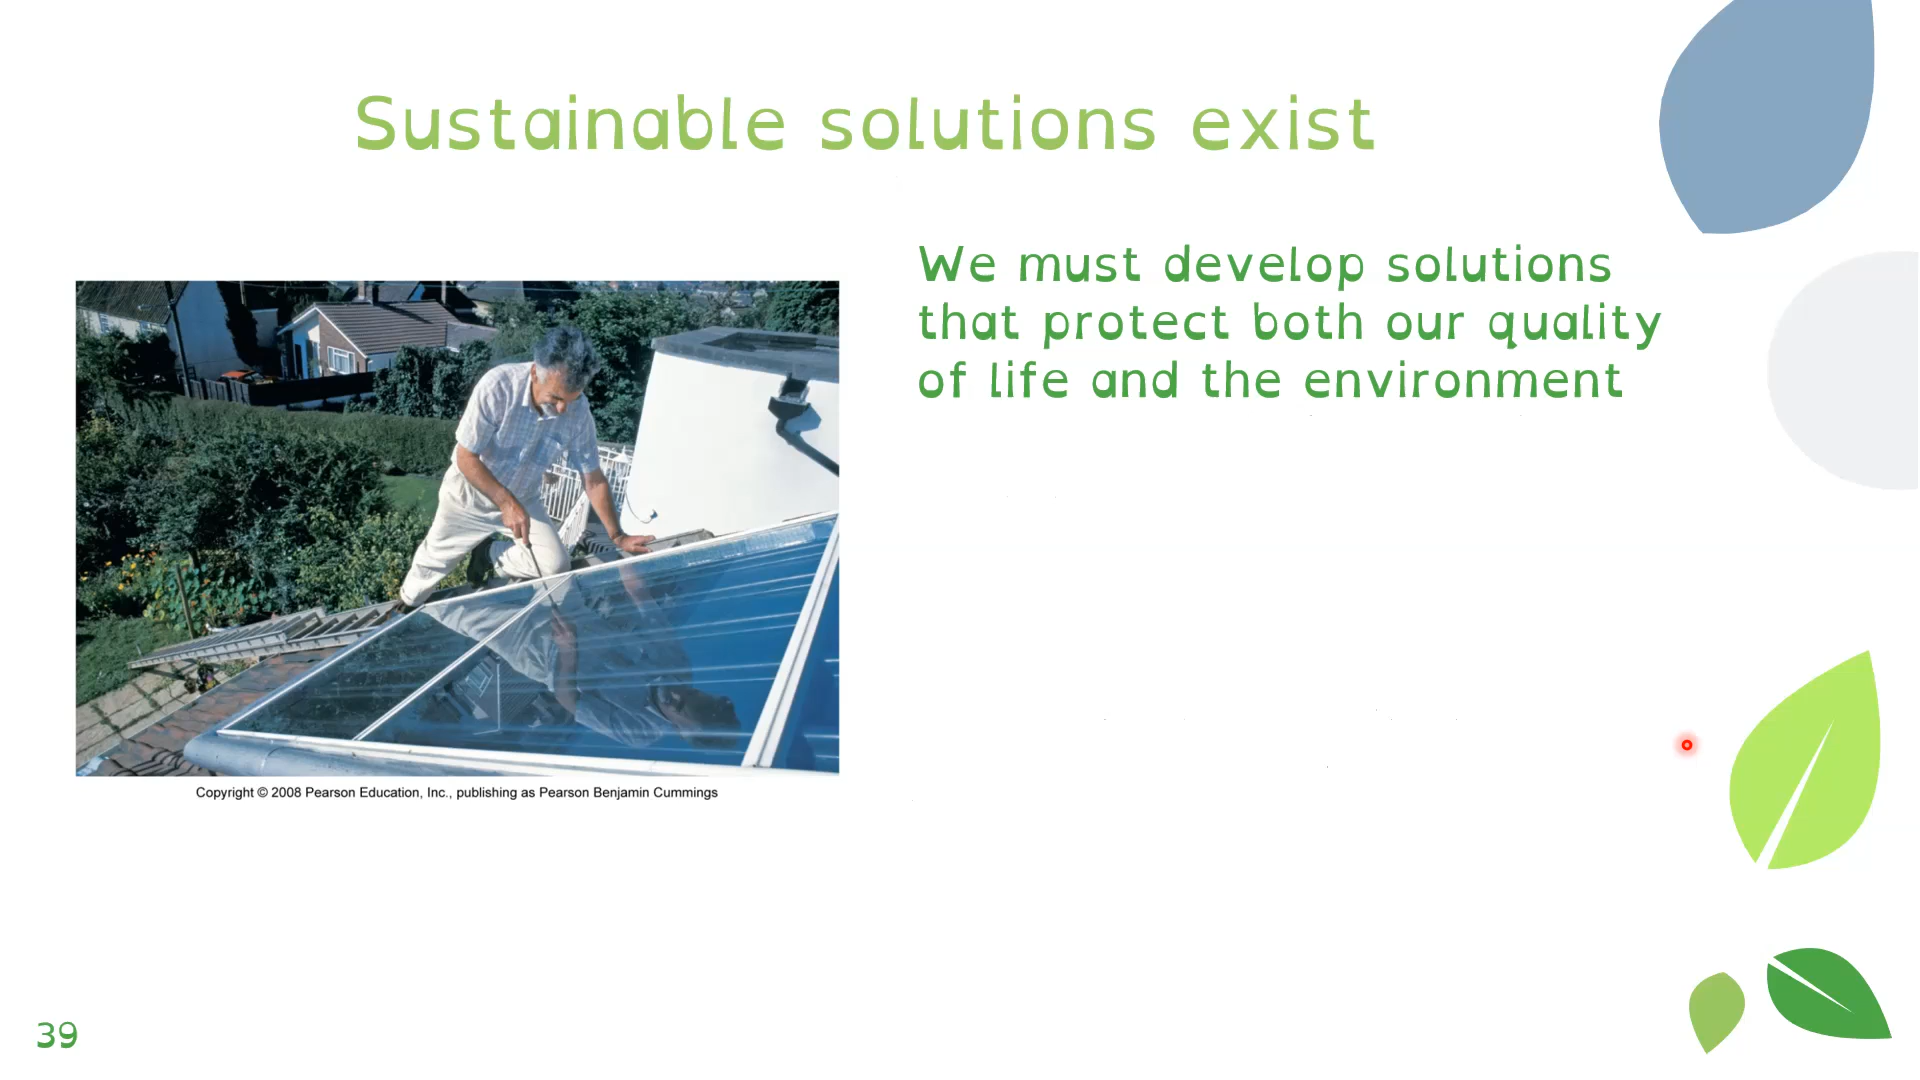 Sustainable solutions exist
We must develop solutions
that protect both our quality
of life and the environment
Copyright © 2008 Pearson Education, Inc., publishing as Pearson Benjamin Cummings
39